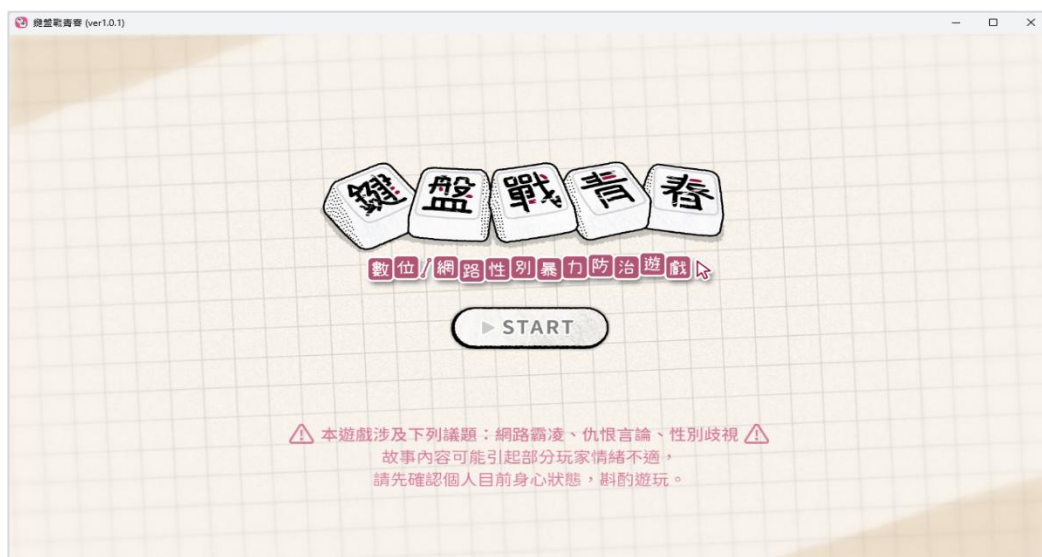 鍵盤戰青春 (ver1.0.1)
鍵盤戰青春
數位/網路性別暴力防治遊戲
START
本遊戲涉及下列議題：網路霸凌、仇恨言論、性別歧視
故事內容可能引起部分玩家情緒不適，
請先確認個人目前身心狀態，斟酌遊玩。